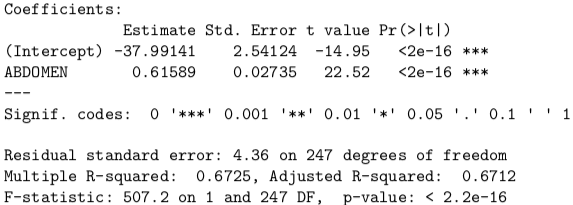 Coefficients:
            Estimate Std. Error t value Pr(>|t|)
(Intercept) -37.99141    2.54124  -14.95   <2e-16 ***
ABDOMEN       0.61589    0.02735   22.52   <2e-16 ***
---
Signif. codes:  0 '***' 0.001 '**' 0.01 '*' 0.05 '.' 0.1 ' ' 1
Residual standard error: 4.36 on 247 degrees of freedom
Multiple R-squared:  0.6725, Adjusted R-squared:  0.6712
F-statistic: 507.2 on 1 and 247 DF,  p-value: < 2.2e-16